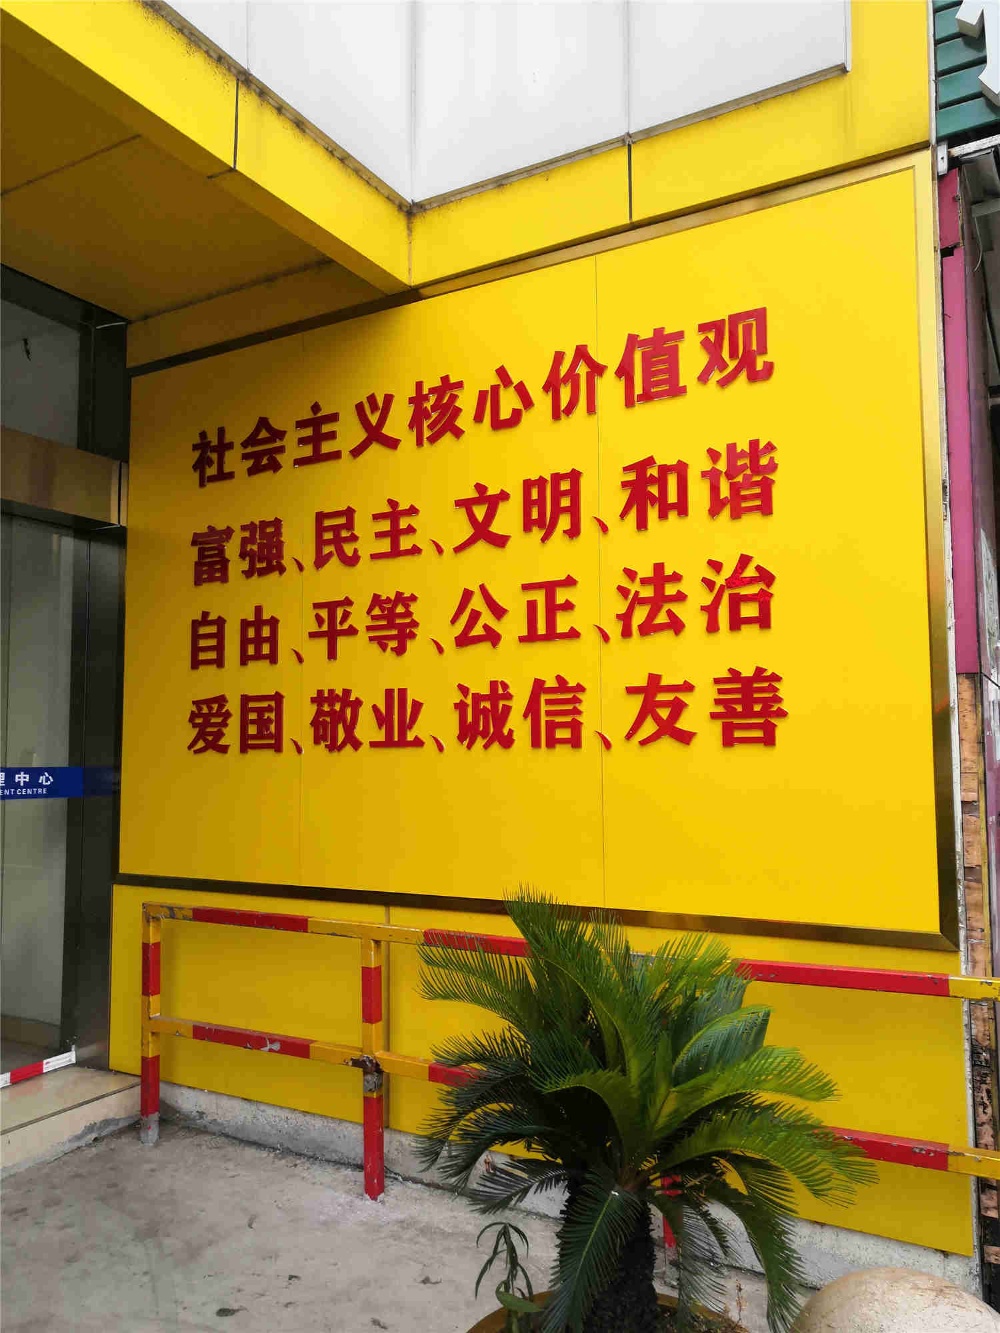 社会主义核心价值观
富强、民主、文明、和谐
自由、平等、公正、法治
爱国、敬业、诚信、友善
理中心
ENT CENTRE